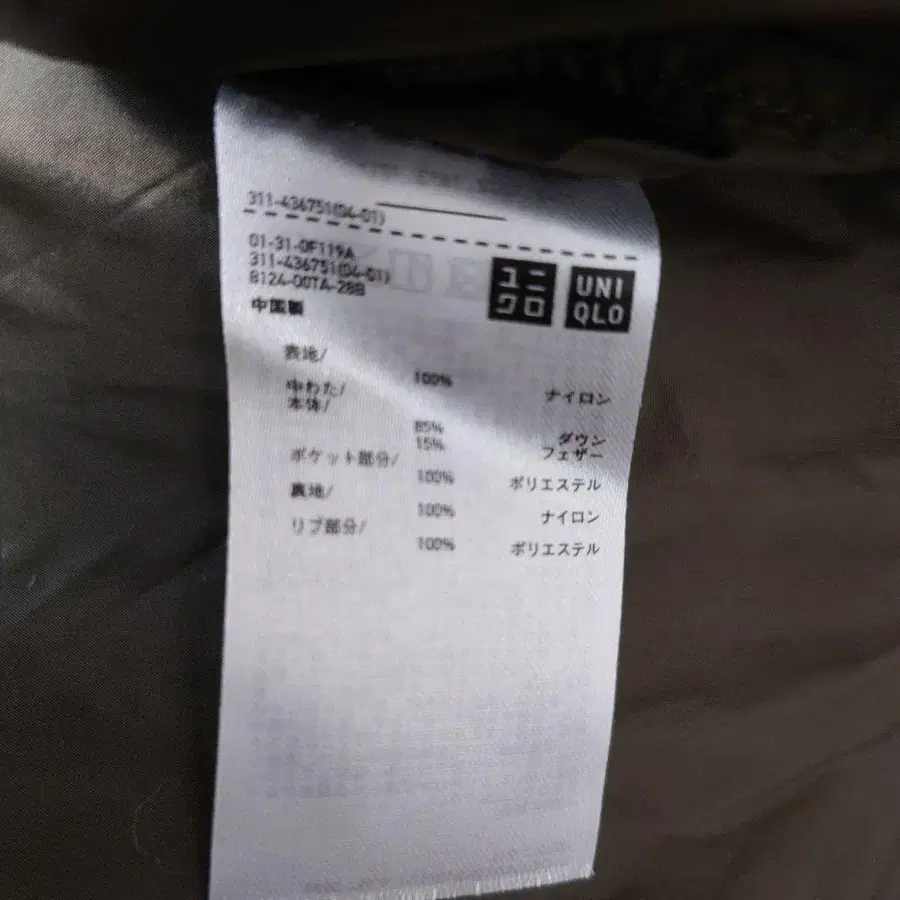 311-436751(04-01)
01-31-0F119A
311-436751(04-01)
8124-00TA-28B
中国製
ユニ
クロ
UNI
QLO
表地/
100% ナイロン
中わた/
本体/
85% ダウン
15% フェザー
ポケット部分/
100% ポリエステル
裏地/
100% ナイロン
リブ部分/
100% ポリエステル